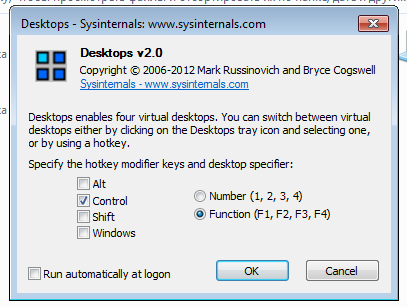 Desktops - Sysinternals: www.sysinternals.com
Desktops v2.0
Copyright © 2006-2012 Mark Russinovich and Bryce Cogswell
Sysinternals - www.sysinternals.com
Desktops enables four virtual desktops. You can switch between virtual
desktops either by clicking on the Desktops tray icon and selecting one,
or by using a hotkey.
Specify the hotkey modifier keys and desktop specifier:
Alt
Control
Shift
Windows
Number (1, 2, 3, 4)
Function (F1, F2, F3, F4)
Run automatically at logon
OK
Cancel